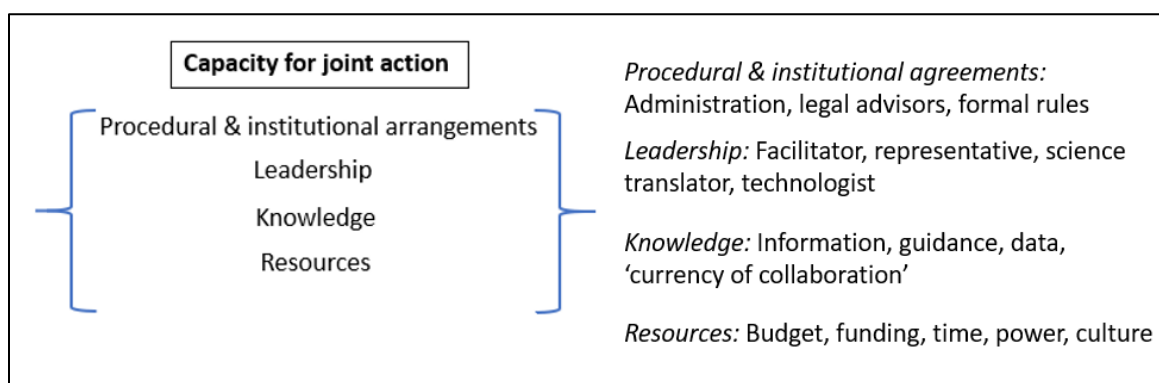 Capacity for joint action
Procedural & institutional arrangements
Leadership
Knowledge
Resources
Procedural & institutional agreements:
Administration, legal advisors, formal rules
Leadership: Facilitator, representative, science
translator, technologist
Knowledge: Information, guidance, data,
‘currency of collaboration’
Resources: Budget, funding, time, power, culture